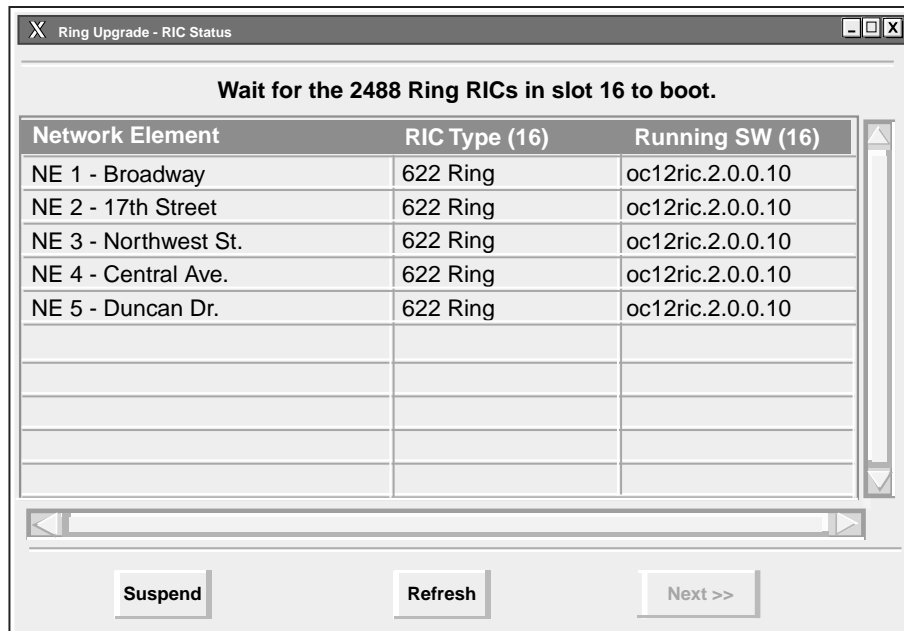 X Ring Upgrade - RIC Status
Wait for the 2488 Ring RICs in slot 16 to boot.
Network Element RIC Type (16) Running SW (16)
NE 1 - Broadway 622 Ring oc12ric.2.0.0.10
NE 2 - 17th Street 622 Ring oc12ric.2.0.0.10
NE 3 - Northwest St. 622 Ring oc12ric.2.0.0.10
NE 4 - Central Ave. 622 Ring oc12ric.2.0.0.10
NE 5 - Duncan Dr. 622 Ring oc12ric.2.0.0.10
Suspend Refresh Next >>